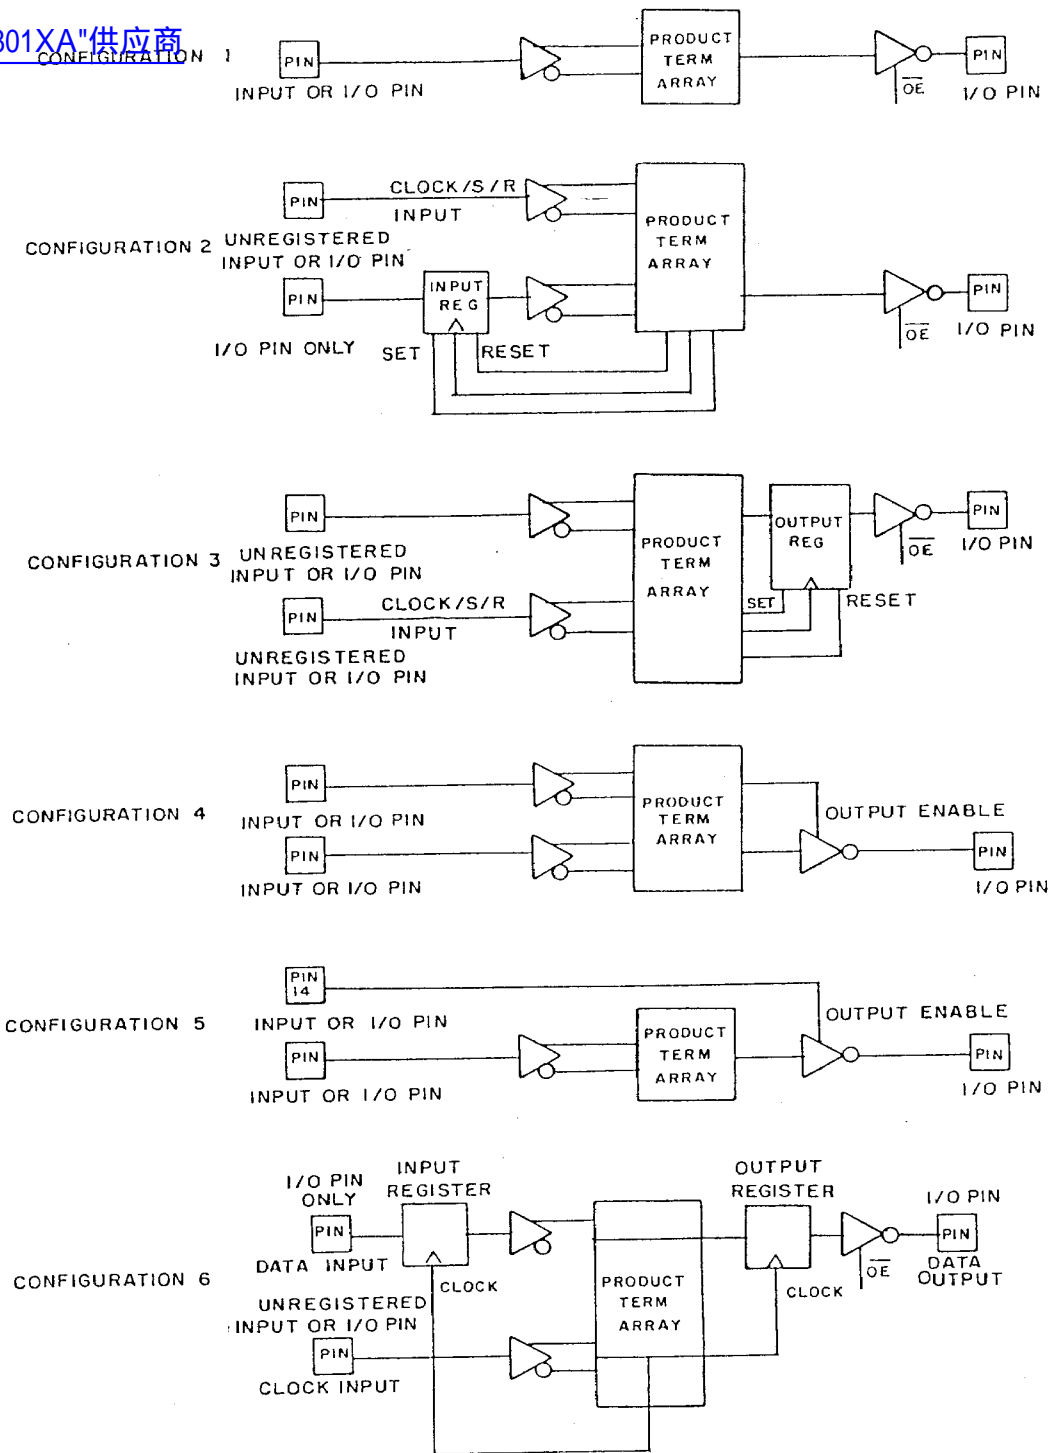 301XA"供应商
CONFIGURATION 1
PIN
INPUT OR I/O PIN
PRODUCT
TERM
ARRAY
OE
PIN
I/O PIN
CONFIGURATION 2
PIN
CLOCK/S/R
INPUT
UNREGISTERED
INPUT OR I/O PIN
PIN
I/O PIN ONLY
INPUT
REG
SET
RESET
PRODUCT
TERM
ARRAY
OE
PIN
I/O PIN
CONFIGURATION 3
PIN
UNREGISTERED
INPUT OR I/O PIN
PIN
CLOCK/S/R
INPUT
UNREGISTERED
INPUT OR I/O PIN
PRODUCT
TERM
ARRAY
OUTPUT
REG
SET
RESET
OE
PIN
I/O PIN
CONFIGURATION 4
PIN
INPUT OR I/O PIN
PIN
INPUT OR I/O PIN
PRODUCT
TERM
ARRAY
OUTPUT ENABLE
PIN
I/O PIN
CONFIGURATION 5
PIN
14
INPUT OR I/O PIN
PIN
INPUT OR I/O PIN
PRODUCT
TERM
ARRAY
OUTPUT ENABLE
PIN
I/O PIN
CONFIGURATION 6
I/O PIN
ONLY
PIN
DATA INPUT
INPUT
REGISTER
CLOCK
UNREGISTERED
INPUT OR I/O PIN
PIN
CLOCK INPUT
PRODUCT
TERM
ARRAY
OUTPUT
REGISTER
CLOCK
OE
I/O PIN
PIN
DATA
OUTPUT